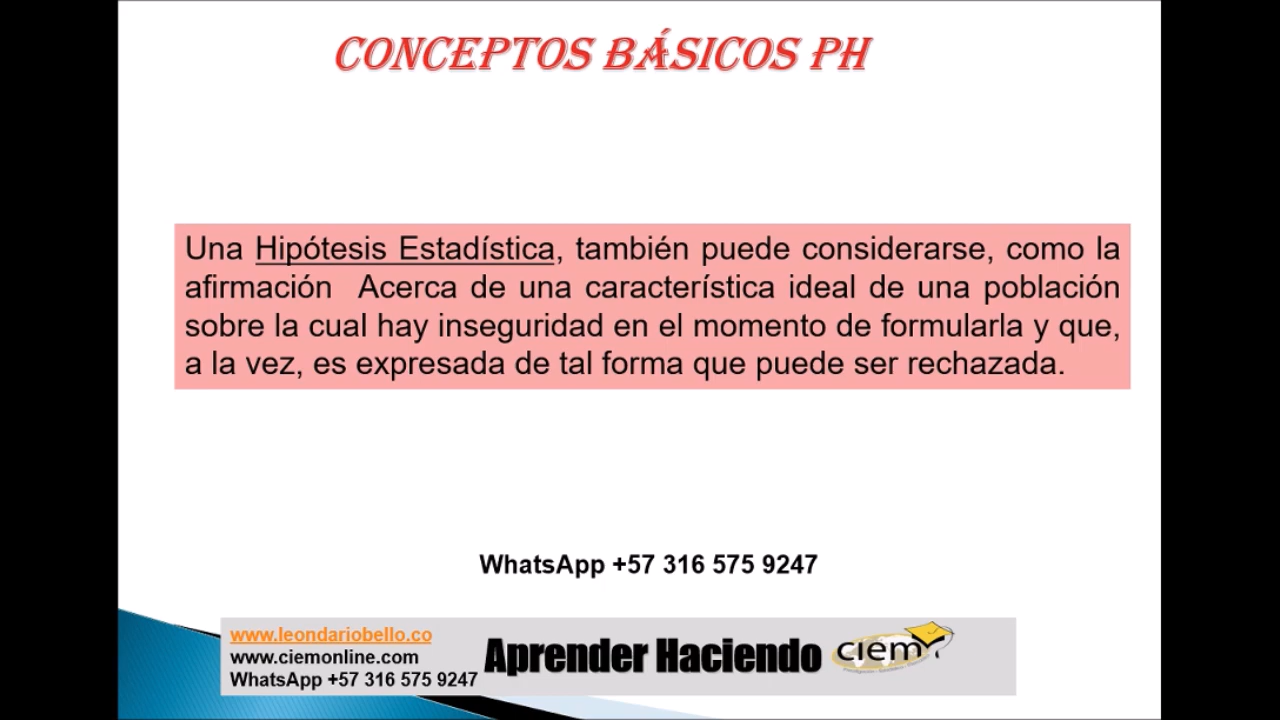 CONCEPTOS BÁSICOS PH
Una Hipótesis Estadística, también puede considerarse, como la
afirmación Acerca de una característica ideal de una población
sobre la cual hay inseguridad en el momento de formularla y que,
a la vez, es expresada de tal forma que puede ser rechazada.
WhatsApp +57 316 575 9247
www.leondariobello.co
www.ciemonline.com
WhatsApp +57 316 575 9247
Aprender Haciendo
ciem